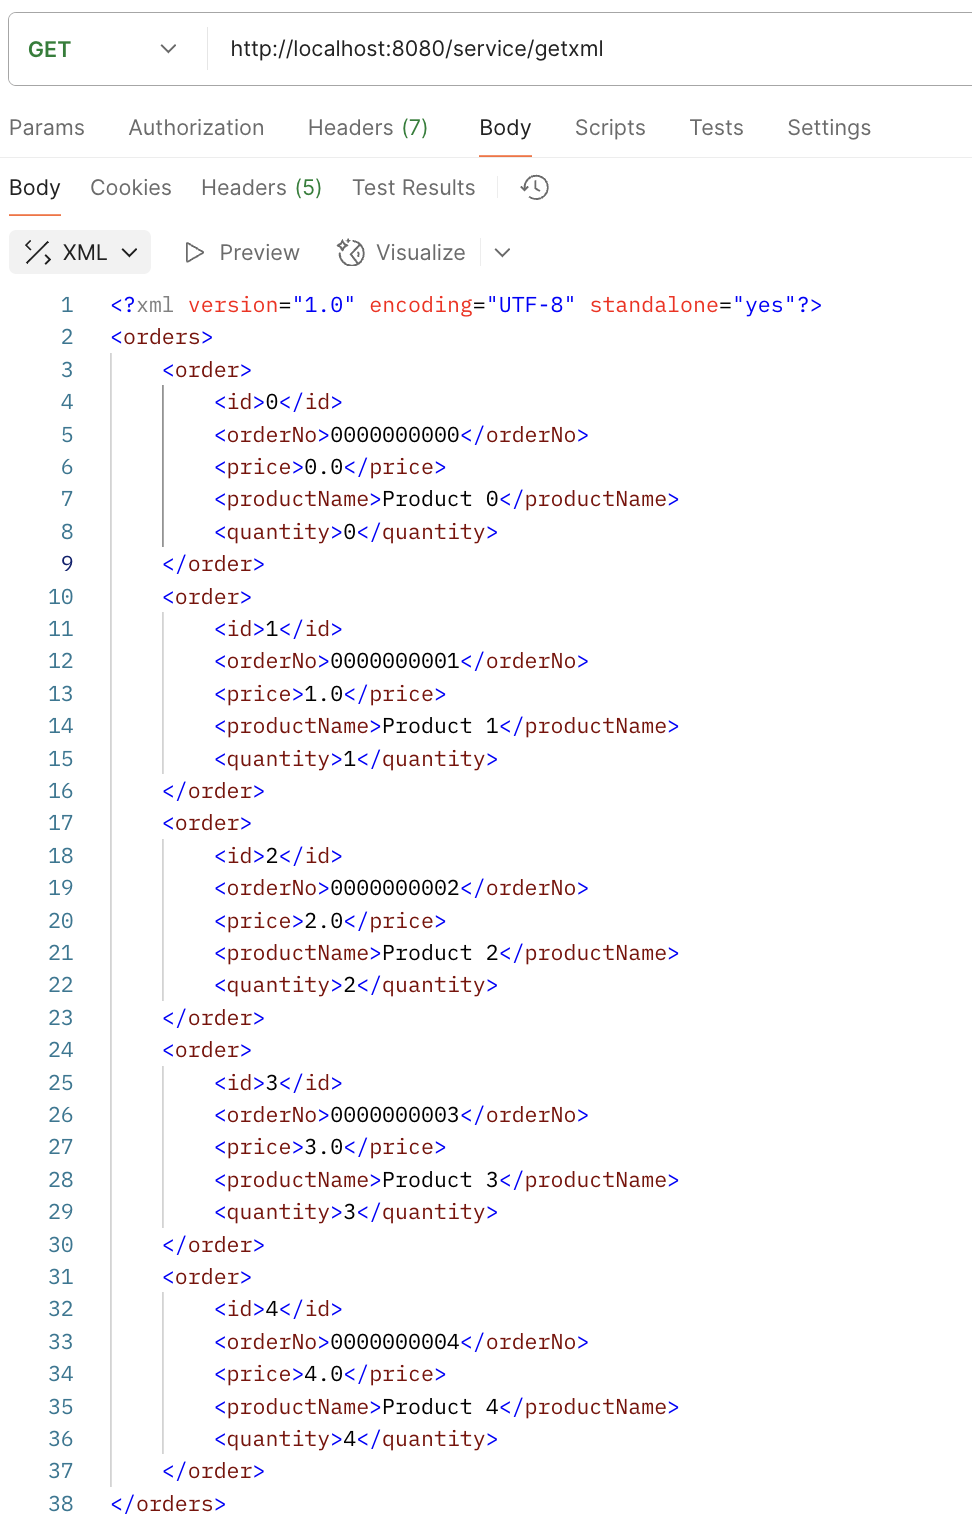 GET http://localhost:8080/service/getxml
Params Authorization Headers (7) Body Scripts Tests Settings
Body Cookies Headers (5) Test Results
XML Preview Visualize
1 <?xml version="1.0" encoding="UTF-8" standalone="yes"?>
2 <orders>
3 <order>
4 <id>0</id>
5 <orderNo>0000000000</orderNo>
6 <price>0.0</price>
7 <productName>Product 0</productName>
8 <quantity>0</quantity>
9 </order>
10 <order>
11 <id>1</id>
12 <orderNo>0000000001</orderNo>
13 <price>1.0</price>
14 <productName>Product 1</productName>
15 <quantity>1</quantity>
16 </order>
17 <order>
18 <id>2</id>
19 <orderNo>0000000002</orderNo>
20 <price>2.0</price>
21 <productName>Product 2</productName>
22 <quantity>2</quantity>
23 </order>
24 <order>
25 <id>3</id>
26 <orderNo>0000000003</orderNo>
27 <price>3.0</price>
28 <productName>Product 3</productName>
29 <quantity>3</quantity>
30 </order>
31 <order>
32 <id>4</id>
33 <orderNo>0000000004</orderNo>
34 <price>4.0</price>
35 <productName>Product 4</productName>
36 <quantity>4</quantity>
37 </order>
38 </orders>